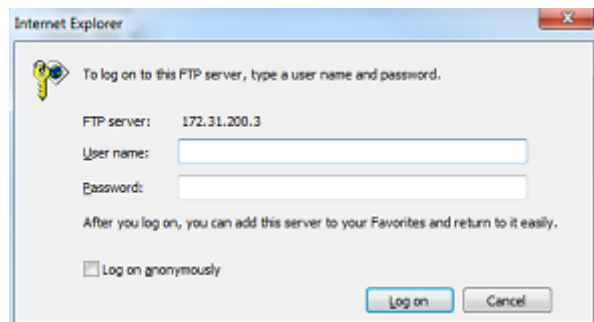 Internet Explorer
To log on to this FTP server, type a user name and password.
FTP server: 172.31.200.3
User name:
Password:
After you log on, you can add this server to your Favorites and return to it easily.
Log on anonymously
Log on Cancel